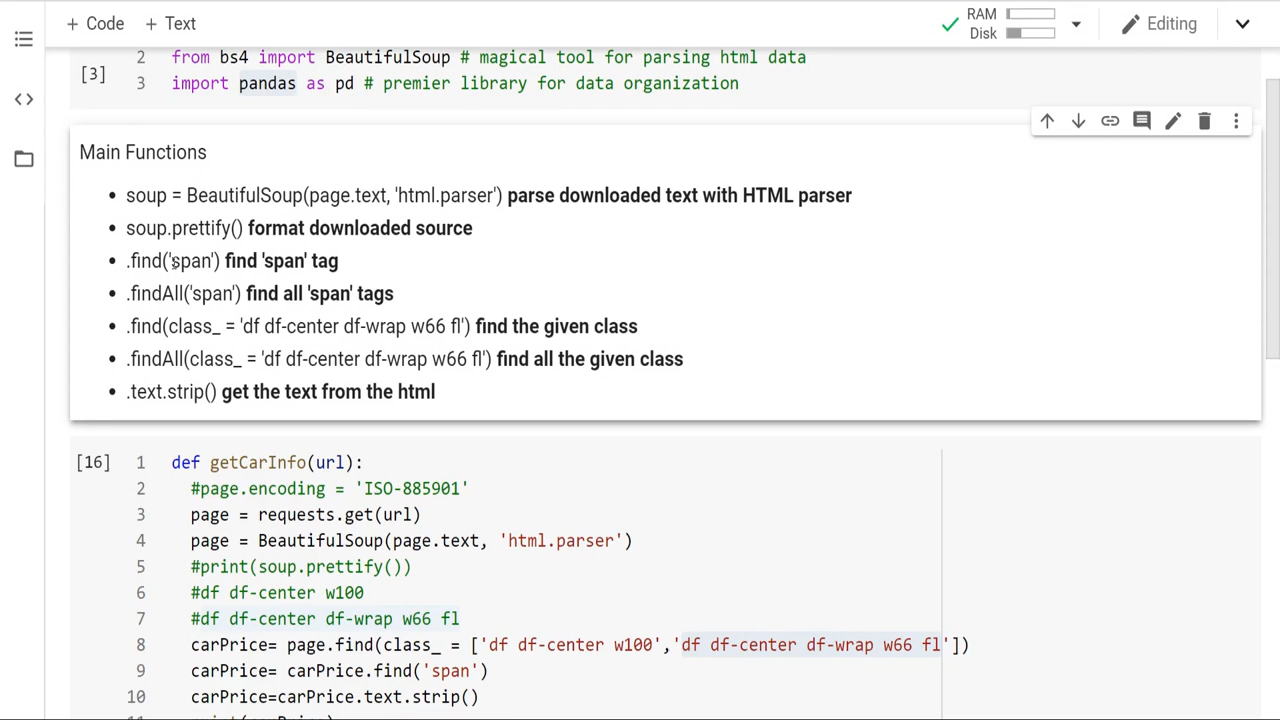 + Code + Text
RAM
Disk
Editing
2 from bs4 import BeautifulSoup # magical tool for parsing html data
[3] 3 import pandas as pd # premier library for data organization
Main Functions
• soup = BeautifulSoup(page.text, 'html.parser') parse downloaded text with HTML parser
• soup.prettify() format downloaded source
• .find('span') find 'span' tag
• .findAll('span') find all 'span' tags
• .find(class_ = 'df df-center df-wrap w66 fl') find the given class
• .findAll(class_ = 'df df-center df-wrap w66 fl') find all the given class
• .text.strip() get the text from the html
[16] 1 def getCarInfo(url):
2 #page.encoding = 'ISO-885901'
3 page = requests.get(url)
4 page = BeautifulSoup(page.text, 'html.parser')
5 #print(soup.prettify())
6 #df df-center w100
7 #df df-center df-wrap w66 fl
8 carPrice= page.find(class_ = ['df df-center w100','df df-center df-wrap w66 fl'])
9 carPrice= carPrice.find('span')
10 carPrice=carPrice.text.strip()